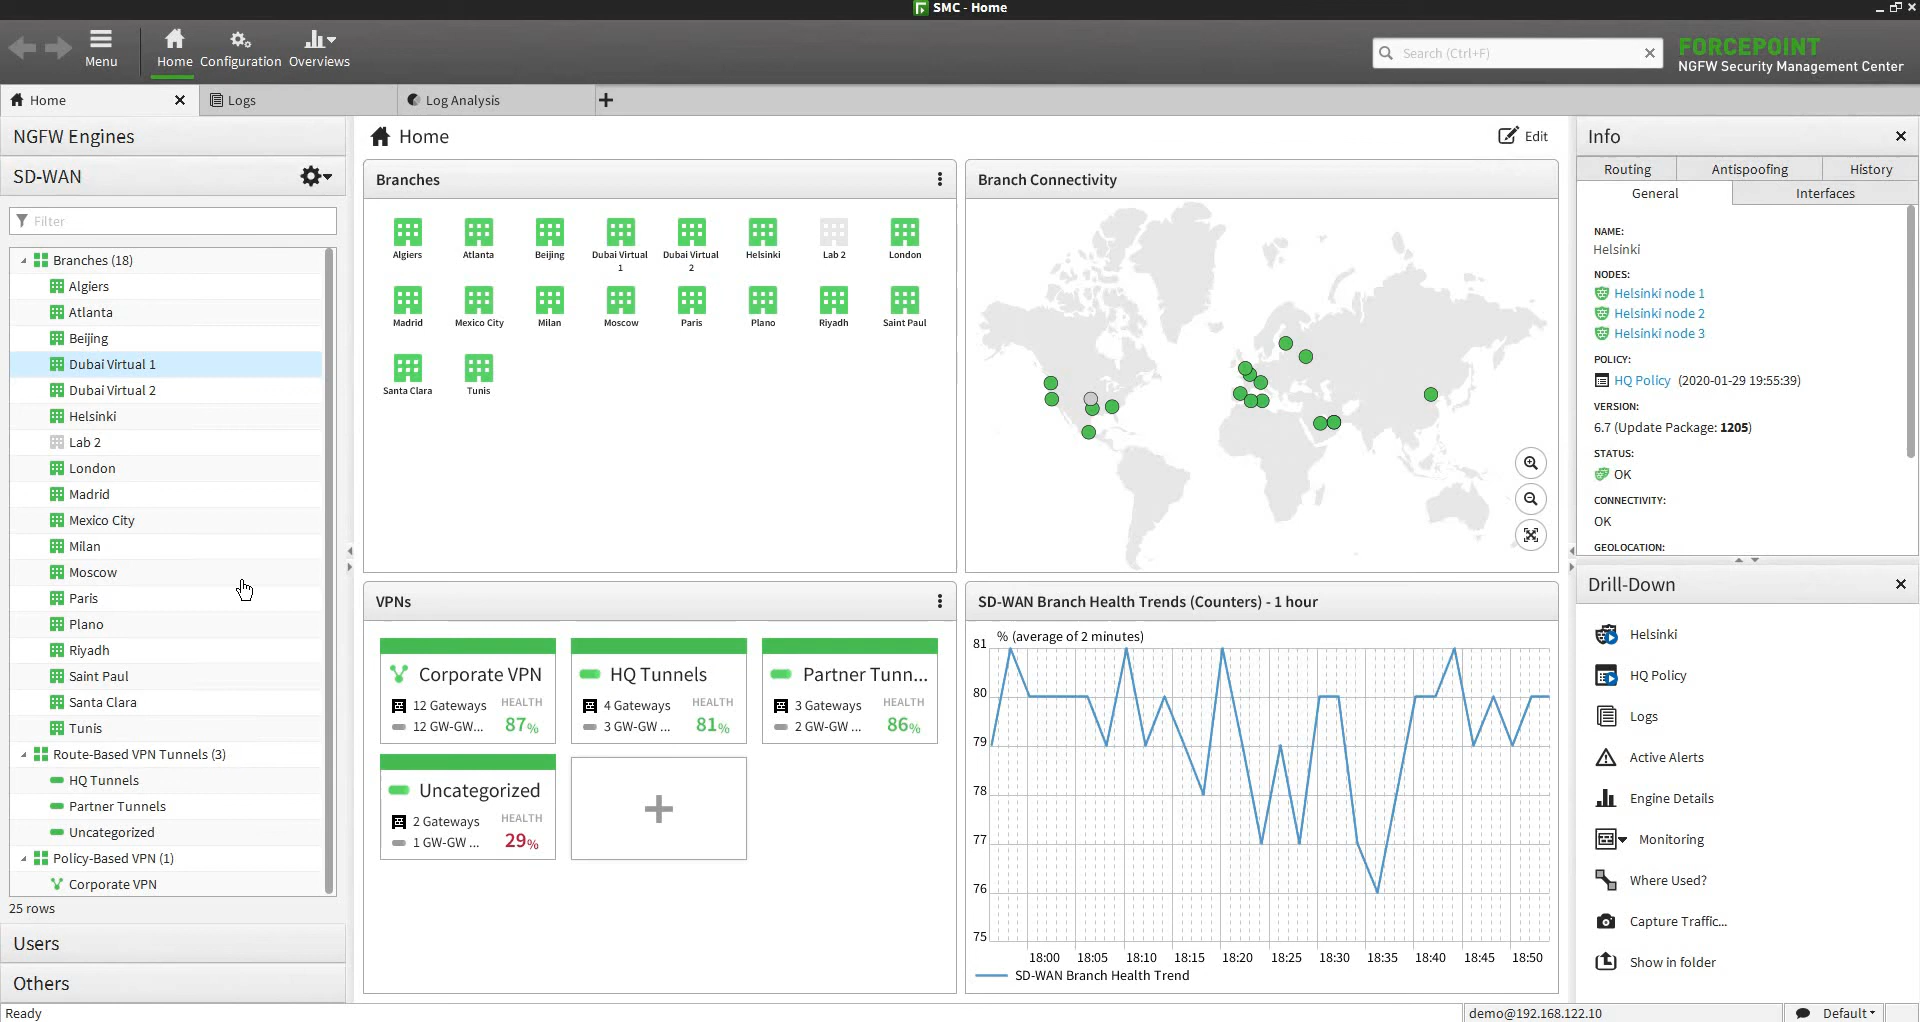 SMC - Home
Menu
Home
Configuration
Overviews
Search (Ctrl+F)
FORCEPOINT
NGFW Security Management Center
Home
Logs
Log Analysis
NGFW Engines
SD-WAN
Filter
Branches (18)
Algiers
Atlanta
Beijing
Dubai Virtual 1
Dubai Virtual 2
Helsinki
Lab 2
London
Madrid
Mexico City
Milan
Moscow
Paris
Plano
Riyadh
Saint Paul
Santa Clara
Tunis
Route-Based VPN Tunnels (3)
HQ Tunnels
Partner Tunnels
Uncategorized
Policy-Based VPN (1)
Corporate VPN
25 rows
Users
Others
Home
Edit
Branches
Algiers
Atlanta
Beijing
Dubai Virtual
1
Dubai Virtual
2
Helsinki
Lab 2
London
Madrid
Mexico City
Milan
Moscow
Paris
Plano
Riyadh
Saint Paul
Santa Clara
Tunis
Branch Connectivity
VPNs
Corporate VPN
12 Gateways
12 GW-GW...
HEALTH
87%
HQ Tunnels
4 Gateways
3 GW-GW ...
HEALTH
81%
Partner Tunn...
3 Gateways
2 GW-GW ...
HEALTH
86%
Uncategorized
2 Gateways
1 GW-GW ...
HEALTH
29%
SD-WAN Branch Health Trends (Counters) - 1 hour
% (average of 2 minutes)
81
80
79
78
77
76
75
18:00
18:05
18:10
18:15
18:20
18:25
18:30
18:35
18:40
18:45
18:50
SD-WAN Branch Health Trend
Info
Routing
Antispoofing
History
General
Interfaces
NAME:
Helsinki
NODES:
Helsinki node 1
Helsinki node 2
Helsinki node 3
POLICY:
HQ Policy (2020-01-29 19:55:39)
VERSION:
6.7 (Update Package: 1205)
STATUS:
OK
CONNECTIVITY:
OK
GEOLOCATION:
Drill-Down
Helsinki
HQ Policy
Logs
Active Alerts
Engine Details
Monitoring
Where Used?
Capture Traffic...
Show in folder
Ready
demo@192.168.122.10
Default